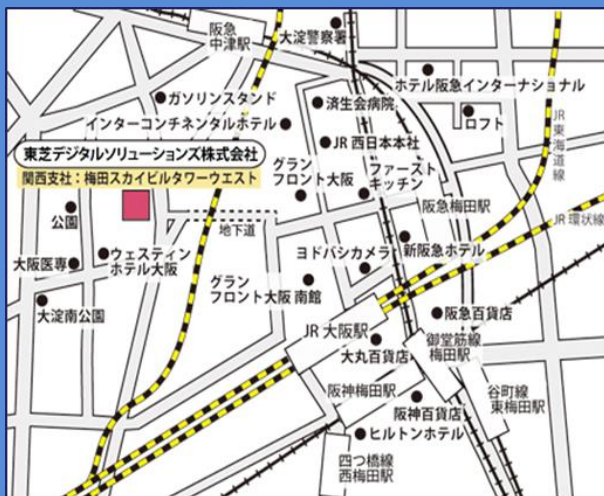 阪急
中津駅
大淀警察署
ホテル阪急インターナショナル
ガソリンスタンド
済生会病院
ロフト
インターコンチネンタルホテル
JR 西日本本社
JR東海道線
東芝デジタルソリューションズ株式会社
関西支社：梅田スカイビルタワーウエスト
グラン
フロント大阪
ファースト
キッチン
阪急梅田駅
JR 環状線
公園
地下道
新阪急ホテル
ヨドバシカメラ
大阪医専
ウェスティン
ホテル大阪
グラン
フロント大阪 南館
大淀南公園
阪急百貨店
JR 大阪駅
御堂筋線
梅田駅
大丸百貨店
阪神梅田駅
谷町線
東梅田駅
阪神百貨店
ヒルトンホテル
四つ橋線
西梅田駅